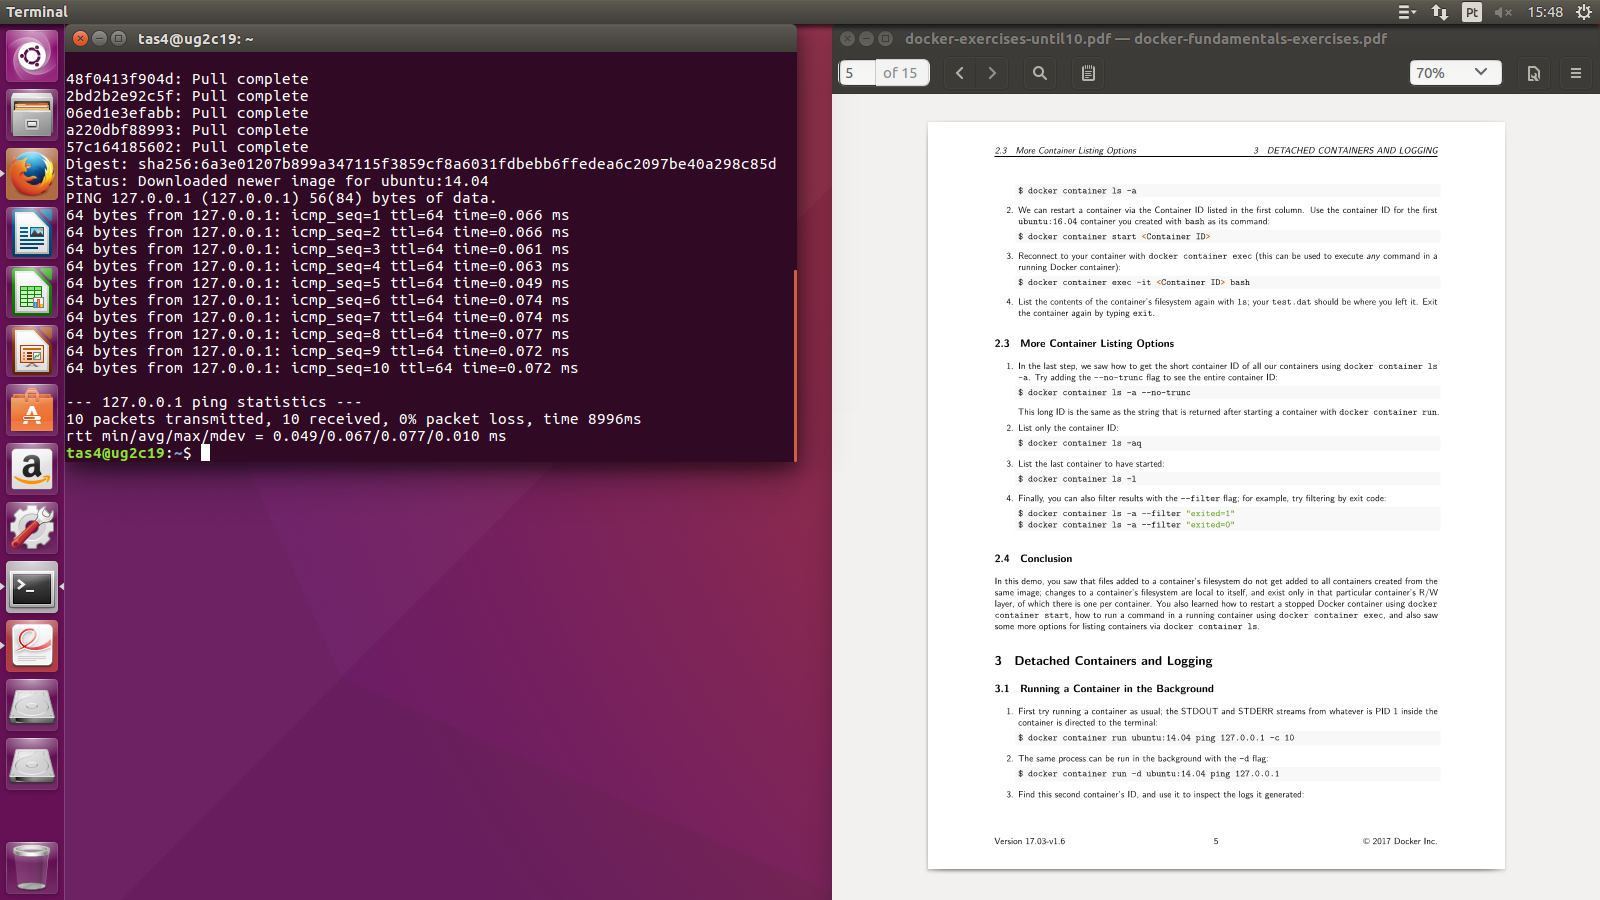 Terminal
Pt
15:48
tas4@ug2c19: ~
48f0413f904d: Pull complete
2bd2b2e92c5f: Pull complete
06ed1e3efabb: Pull complete
a220dbf88993: Pull complete
57c164185602: Pull complete
Digest: sha256:6a3e01207b899a347115f3859cf8a6031fdbebb6ffedea6c2097be40a298c85d
Status: Downloaded newer image for ubuntu:14.04
PING 127.0.0.1 (127.0.0.1) 56(84) bytes of data.
64 bytes from 127.0.0.1: icmp_seq=1 ttl=64 time=0.066 ms
64 bytes from 127.0.0.1: icmp_seq=2 ttl=64 time=0.066 ms
64 bytes from 127.0.0.1: icmp_seq=3 ttl=64 time=0.061 ms
64 bytes from 127.0.0.1: icmp_seq=4 ttl=64 time=0.063 ms
64 bytes from 127.0.0.1: icmp_seq=5 ttl=64 time=0.049 ms
64 bytes from 127.0.0.1: icmp_seq=6 ttl=64 time=0.074 ms
64 bytes from 127.0.0.1: icmp_seq=7 ttl=64 time=0.074 ms
64 bytes from 127.0.0.1: icmp_seq=8 ttl=64 time=0.077 ms
64 bytes from 127.0.0.1: icmp_seq=9 ttl=64 time=0.072 ms
64 bytes from 127.0.0.1: icmp_seq=10 ttl=64 time=0.072 ms
--- 127.0.0.1 ping statistics ---
10 packets transmitted, 10 received, 0% packet loss, time 8996ms
rtt min/avg/max/mdev = 0.049/0.067/0.077/0.010 ms
tas4@ug2c19:~$
docker-exercises-until10.pdf — docker-fundamentals-exercises.pdf
5 of 15
70%
2.3 More Container Listing Options 3 DETACHED CONTAINERS AND LOGGING
$ docker container ls -a
2. We can restart a container via the Container ID listed in the first column. Use the container ID for the first
ubuntu:16.04 container you created with bash as its command:
$ docker container start <Container ID>
3. Reconnect to your container with docker container exec (this can be used to execute any command in a
running Docker container):
$ docker container exec -it <Container ID> bash
4. List the contents of the container's filesystem again with ls; your test.dat should be where you left it. Exit
the container again by typing exit.
2.3 More Container Listing Options
1. In the last step, we saw how to get the short container ID of all our containers using docker container ls
-a. Try adding the --no-trunc flag to see the entire container ID:
$ docker container ls -a --no-trunc
This long ID is the same as the string that is returned after starting a container with docker container run.
2. List only the container ID:
$ docker container ls -aq
3. List the last container to have started:
$ docker container ls -l
4. Finally, you can also filter results with the --filter flag; for example, try filtering by exit code:
$ docker container ls -a --filter "exited=1"
$ docker container ls -a --filter "exited=0"
2.4 Conclusion
In this demo, you saw that files added to a container's filesystem do not get added to all containers created from the
same image; changes to a container's filesystem are local to itself, and exist only in that particular container's R/W
layer, of which there is one per container. You also learned how to restart a stopped Docker container using docker
container start, how to run a command in a running container using docker container exec, and also saw
some more options for listing containers via docker container ls.
3 Detached Containers and Logging
3.1 Running a Container in the Background
1. First try running a container as usual; the STDOUT and STDERR streams from whatever is PID 1 inside the
container is directed to the terminal:
$ docker container run ubuntu:14.04 ping 127.0.0.1 -c 10
2. The same process can be run in the background with the -d flag:
$ docker container run -d ubuntu:14.04 ping 127.0.0.1
3. Find this second container's ID, and use it to inspect the logs it generated:
Version 17.03-v1.6 5 © 2017 Docker Inc.